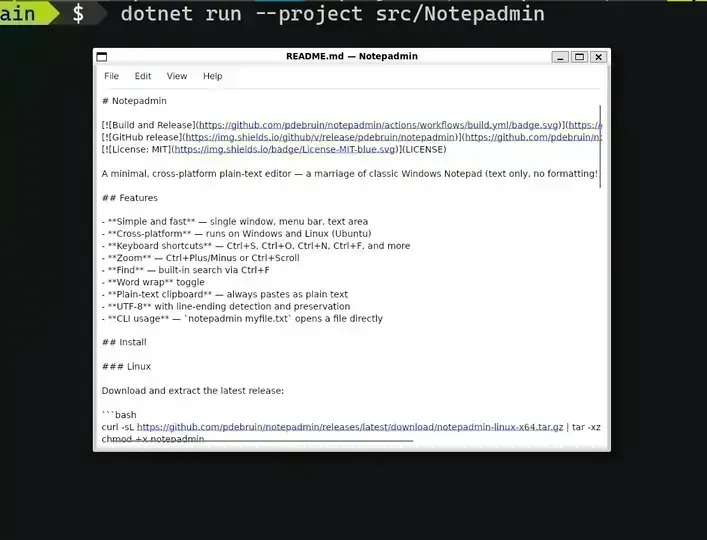 ain $ dotnet run --project src/Notepadmin
README.md — Notepadmin
File Edit View Help
# Notepadmin
[![Build and Release](https://github.com/pdebruin/notepadmin/actions/workflows/build.yml/badge.svg)](https:/
[![GitHub release](https://img.shields.io/github/v/release/pdebruin/notepadmin)](https://github.com/pdebruin/n
[![License: MIT](https://img.shields.io/badge/License-MIT-blue.svg)](LICENSE)
A minimal, cross-platform plain-text editor — a marriage of classic Windows Notepad (text only, no formatting!
## Features
- **Simple and fast** — single window, menu bar, text area
- **Cross-platform** — runs on Windows and Linux (Ubuntu)
- **Keyboard shortcuts** — Ctrl+S, Ctrl+O, Ctrl+N, Ctrl+F, and more
- **Zoom** — Ctrl+Plus/Minus or Ctrl+Scroll
- **Find** — built-in search via Ctrl+F
- **Word wrap** toggle
- **Plain-text clipboard** — always pastes as plain text
- **UTF-8** with line-ending detection and preservation
- **CLI usage** — `notepadmin myfile.txt` opens a file directly
## Install
### Linux
Download and extract the latest release:
```bash
curl -sL https://github.com/pdebruin/notepadmin/releases/latest/download/notepadmin-linux-x64.tar.gz | tar -xz
chmod +x notepadmin